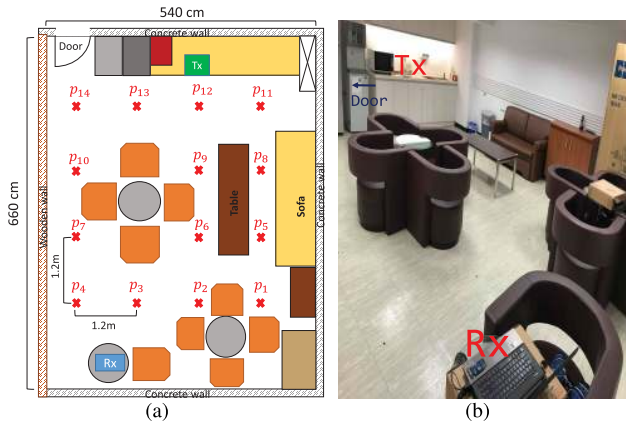 540 cm
Concrete wall
Door
Tx
p14 p13 p12 p11
p10 p9 p8
660 cm
Wooden wall
Table
Sofa
Concrete wall
p7 p6 p5
1.2m
p4 p3 p2 p1
1.2m
Rx
Concrete wall
(a)
Tx
Door
Rx
(b)